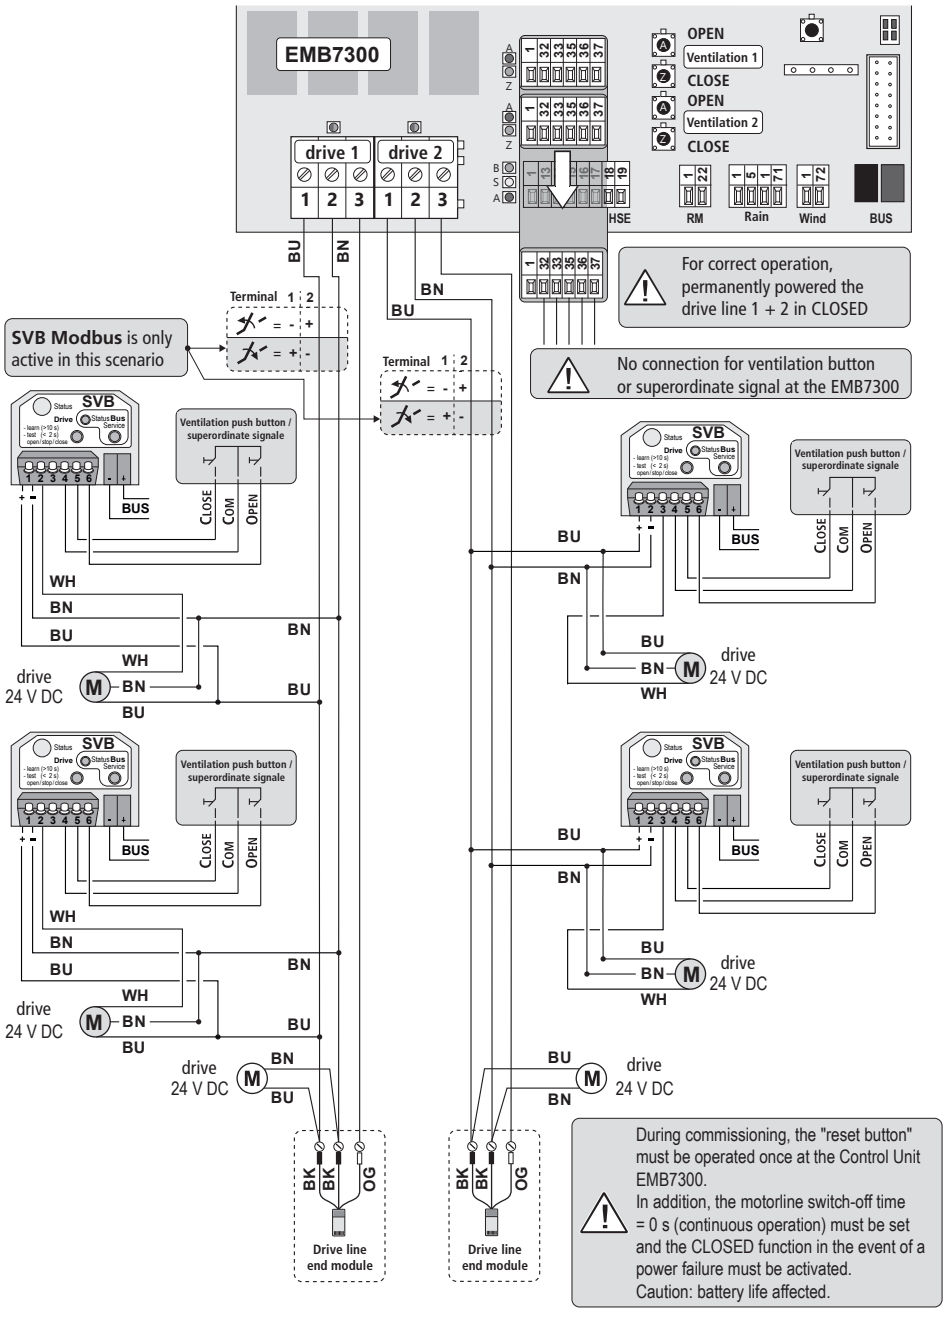 EMB7300
drive 1
drive 2
1 2 3 1 2 3
A
Z
1 32 33 35 36 37
A
Z
1 32 33 35 36 37
B
S
A
1 13 16 17 18 19
HSE
1 32 33 35 36 37
OPEN
Ventilation 1
CLOSE
OPEN
Ventilation 2
CLOSE
A
Z
A
Z
1 22
RM
1 5 1 71
Rain
1 72
Wind
BUS
BU
BN
BN
BU
For correct operation,
permanently powered the
drive line 1 + 2 in CLOSED
No connection for ventilation button
or superordinate signal at the EMB7300
SVB Modbus is only
active in this scenario
Terminal 1 2
= - +
= + -
Terminal 1 2
= - +
= + -
Status
SVB
Drive
Status Bus
Service
- learn (>10 s)
- test (< 2 s)
open/stop/close
1 2 3 4 5 6 - +
+ -
BUS
Ventilation push button /
superordinate signale
CLOSE
COM
OPEN
WH
BN
BU
BN
WH
BN
BU
BU
drive
24 V DC
M
Status
SVB
Drive
Status Bus
Service
- learn (>10 s)
- test (< 2 s)
open/stop/close
1 2 3 4 5 6 - +
+ -
BUS
Ventilation push button /
superordinate signale
CLOSE
COM
OPEN
BU
BN
BU
BN
WH
M
drive
24 V DC
Status
SVB
Drive
Status Bus
Service
- learn (>10 s)
- test (< 2 s)
open/stop/close
1 2 3 4 5 6 - +
+ -
BUS
Ventilation push button /
superordinate signale
CLOSE
COM
OPEN
WH
BN
BU
BN
WH
BN
BU
BU
drive
24 V DC
M
Status
SVB
Drive
Status Bus
Service
- learn (>10 s)
- test (< 2 s)
open/stop/close
1 2 3 4 5 6 - +
+ -
BUS
Ventilation push button /
superordinate signale
CLOSE
COM
OPEN
BU
BN
BU
BN
WH
M
drive
24 V DC
drive
24 V DC
M
BN
BU
BU
BN
M
drive
24 V DC
BK
BK
OG
Drive line
end module
BK
BK
OG
Drive line
end module
During commissioning, the "reset button"
must be operated once at the Control Unit
EMB7300.
In addition, the motorline switch-off time
= 0 s (continuous operation) must be set
and the CLOSED function in the event of a
power failure must be activated.
Caution: battery life affected.